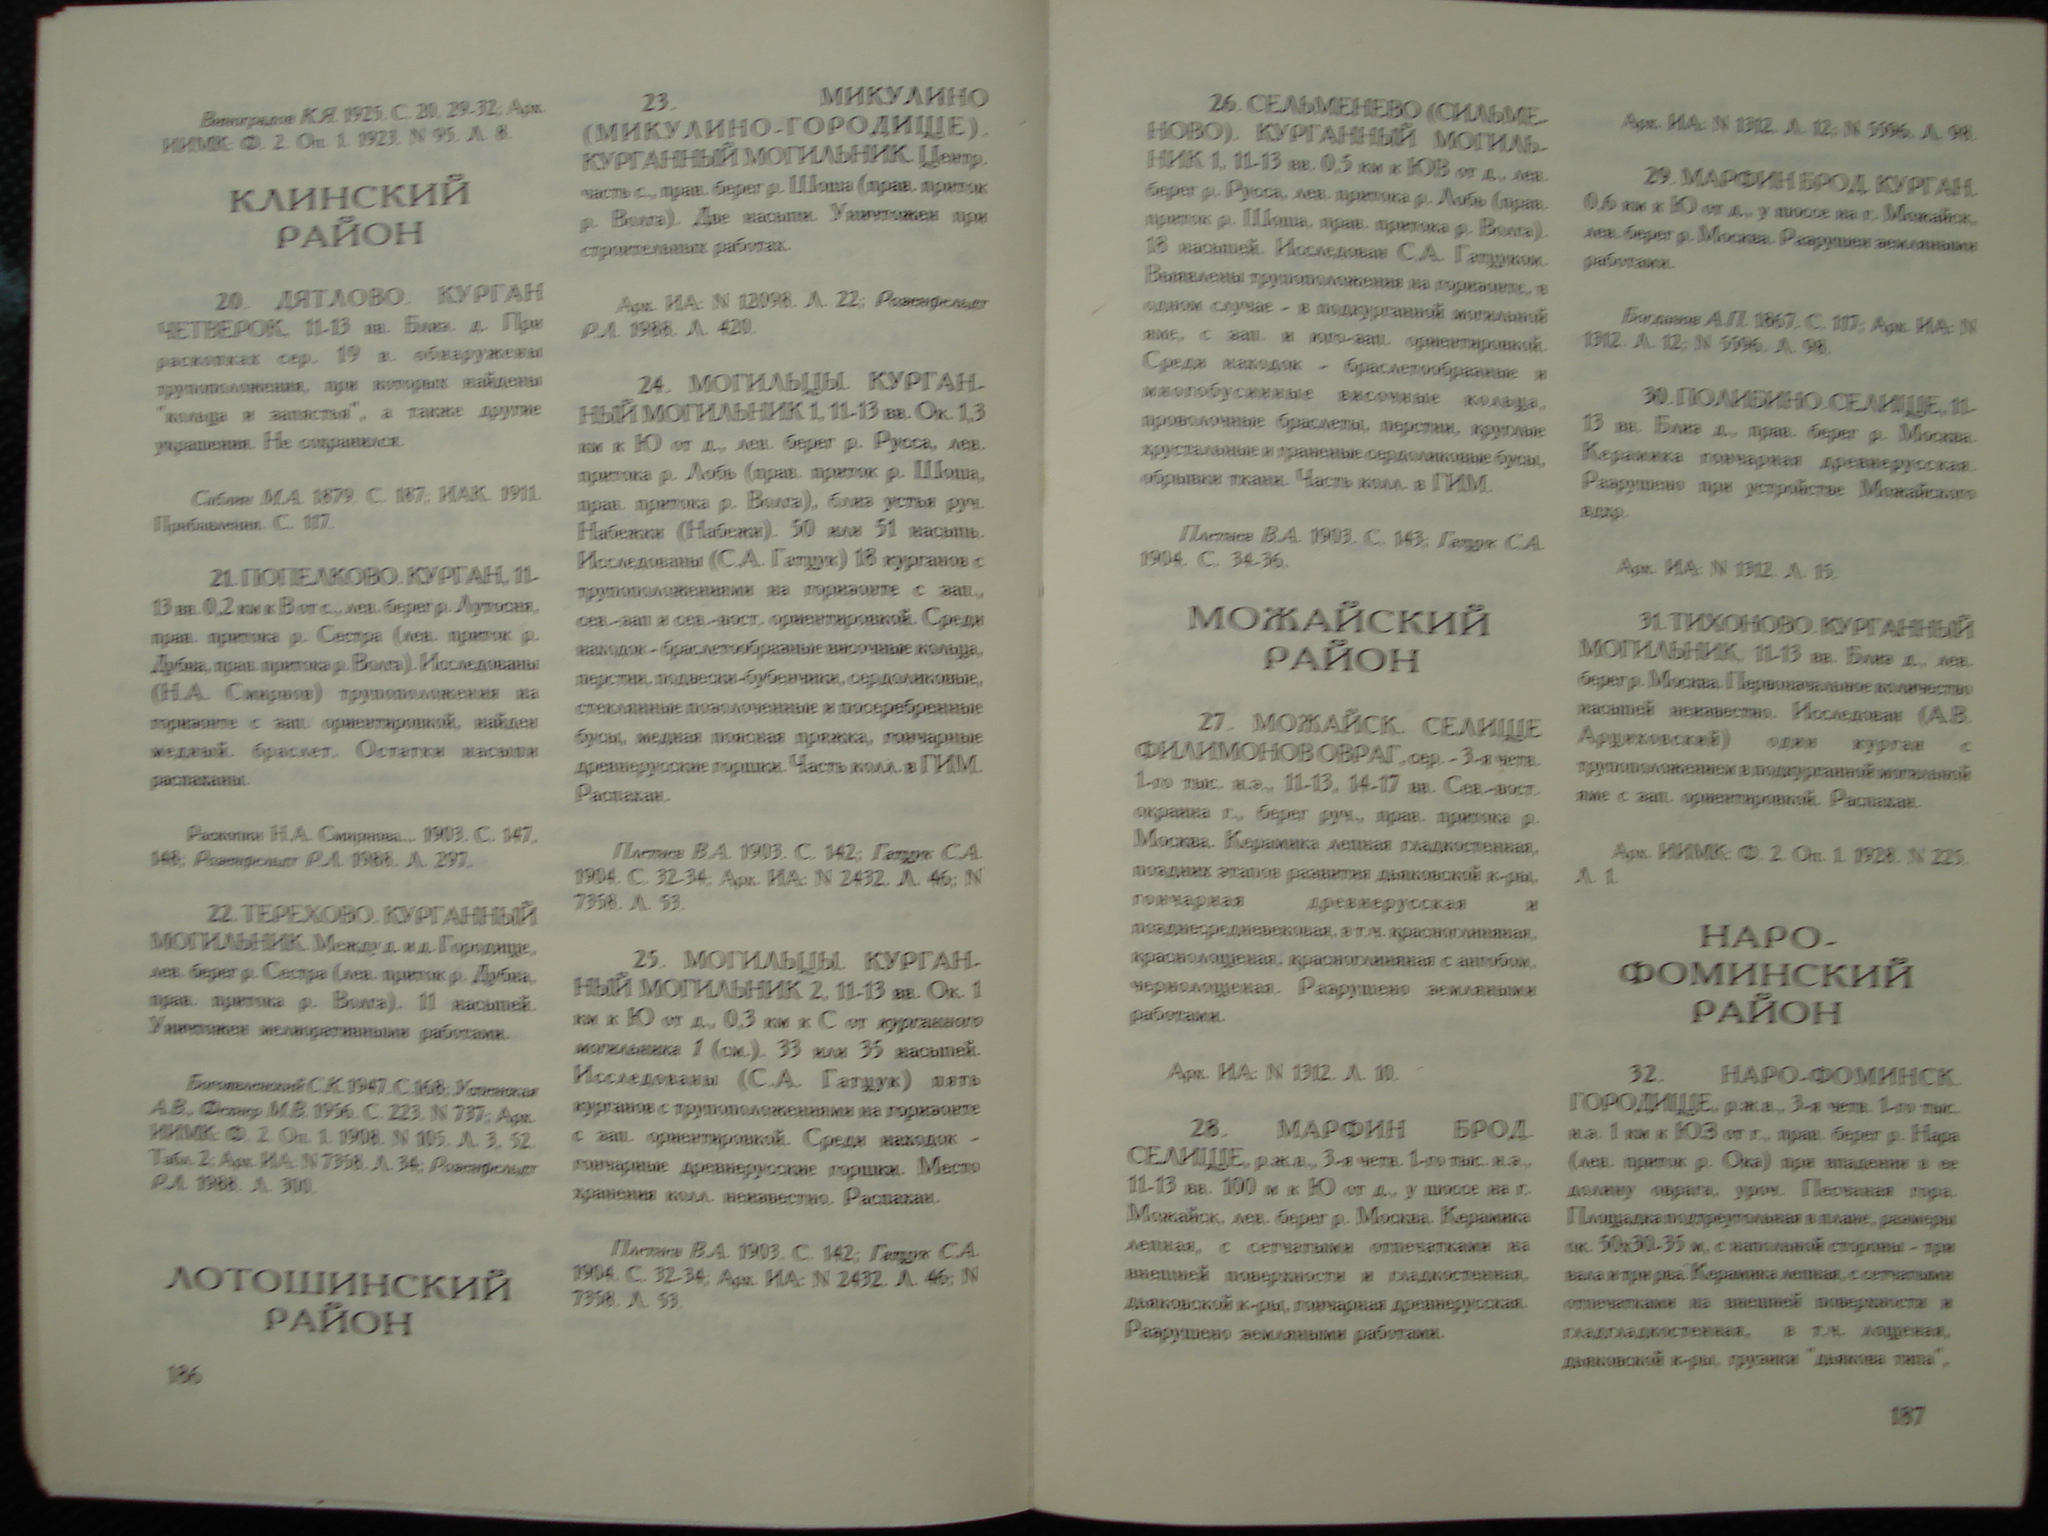 Виноградов К.Я. 1925. С. 20, 29-32; Арх.
ИИМК: Ф. 2. Оп. 1. 1923. N 95. Л. 8.
КЛИНСКИЙ
РАЙОН
20. ДЯТЛОВО. КУРГАН
ЧЕТВЕРОК, 11-13 вв. Близ. д. При
раскопках сер. 19 в. обнаружены
трупоположения, при которых найдены
"кольца и запястья", а также другие
украшения. Не сохранился.
Саблин М.А. 1879. С. 187; ИАК. 1911.
Прибавления. С. 117.
21. ПОПЕЛКОВО. КУРГАН, 11-
13 вв. 0,2 км к В от с., лев. берег р. Лутосня,
прав. притока р. Сестра (лев. приток р.
Дубна, прав. притока р. Волга). Исследованы
(Н.А. Смирнов) трупоположения на
горизонте с зап. ориентировкой, найден
медный. браслет. Остатки насыпи
распаханы.
Раскопки Н.А. Смирнова... 1903. С. 147,
148; Розенфельдт Р.Л. 1988. Л. 297.
22. ТЕРЕХОВО. КУРГАННЫЙ
МОГИЛЬНИК. Между д. и д. Городище,
лев. берег р. Сестра (лев. приток р. Дубна,
прав. притока р. Волга). 11 насыпей.
Уничтожен мелиоративными работами.
Богоявленский С.К. 1947. С.168; Успенская
А.В., Фехнер М.В. 1956. С. 223, N 737; Арх.
ИИМК: Ф. 2. Оп. 1. 1908. N 105. Л. 3, 52.
Табл. 2; Арх. ИА: N 7358. Л. 34; Розенфельдт
Р.Л. 1988. Л. 300.
ЛОТОШИНСКИЙ
РАЙОН
186
23. МИКУЛИНО
(МИКУЛИНО-ГОРОДИЩЕ).
КУРГАННЫЙ МОГИЛЬНИК. Центр.
часть с., прав. берег р. Шоша (прав. приток
р. Волга). Две насыпи. Уничтожен при
строительных работах.
Арх. ИА: N 12098. Л. 22; Розенфельдт
Р.Л. 1988. Л. 420.
24. МОГИЛЬЦЫ. КУРГАН-
НЫЙ МОГИЛЬНИК 1, 11-13 вв. Ок. 1,3
км к Ю от д., лев. берег р. Русса, лев.
притока р. Лобь (прав. приток р. Шоша,
прав. притока р. Волга), близ устья руч.
Набежки (Набежи). 50 или 51 насыпь.
Исследованы (С.А. Гатцук) 18 курганов с
трупоположениями на горизонте с зап.,
сев.-зап и сев.-вост. ориентировкой. Среди
находок - браслетообразные височные кольца,
перстни, подвески-бубенчики, сердоликовые,
стеклянные позолоченные и посеребренные
бусы, медная поясная пряжка, гончарные
древнерусские горшки. Часть колл. в ГИМ.
Распахан.
Плетнев В.А. 1903. С. 142; Гатцук С.А.
1904. С. 32-34; Арх. ИА: N 2432. Л. 46; N
7358. Л. 53.
25. МОГИЛЬЦЫ. КУРГАН-
НЫЙ МОГИЛЬНИК 2, 11-13 вв. Ок. 1
км к Ю от д., 0,3 км к С от курганного
могильника 1 (см.). 33 или 35 насыпей.
Исследованы (С.А. Гатцук) пять
курганов с трупоположениями на горизонте
с зап. ориентировкой. Среди находок -
гончарные древнерусские горшки. Место
хранения колл. неизвестно. Распахан.
Плетнев В.А. 1903. С. 142; Гатцук С.А.
1904. С. 32-34; Арх. ИА: N 2432. Л. 46; N
7358. Л. 53.
26. СЕЛЬМЕНЕВО (СИЛЬМЕ-
НОВО). КУРГАННЫЙ МОГИЛЬ-
НИК 1, 11-13 вв. 0,5 км к ЮВ от д., лев.
берег р. Русса, лев. притока р. Лобь (прав.
приток р. Шоша, прав. притока р. Волга).
18 насыпей. Исследован С.А. Гатцуком.
Выявлены трупоположения на горизонте, в
одном случае - в подкурганной могильной
яме, с зап. и юго-зап. ориентировкой.
Среди находок - браслетообразные и
многобусинные височные кольца,
проволочные браслеты, перстни, круглые
хрустальные и граненые сердоликовые бусы,
обрывки ткани. Часть колл. в ГИМ.
Плетнев В.А. 1903. С. 143; Гатцук С.А.
1904. С. 34-36.
МОЖАЙСКИЙ
РАЙОН
27. МОЖАЙСК. СЕЛИЩЕ
ФИЛИМОНОВ ОВРАГ, сер. - 3-я четв.
1-го тыс. н.э., 11-13, 14-17 вв. Сев.-вост.
окраина г., берег руч., прав. притока р.
Москва. Керамика лепная гладкостенная,
поздних этапов развития дьяковской к-ры,
гончарная древнерусская и
позднесредневековая, в т.ч. красноглиняная,
краснолощеная, красноглиняная с ангобом,
чернолощеная. Разрушено земляными
работами.
Арх. ИА: N 1312. Л. 10.
28. МАРФИН БРОД.
СЕЛИЩЕ, р.ж.в., 3-я четв. 1-го тыс. н.э.,
11-13 вв. 100 м к Ю от д., у шоссе на г.
Можайск, лев. берег р. Москва. Керамика
лепная, с сетчатыми отпечатками на
внешней поверхности и гладкостенная,
дьяковской к-ры, гончарная древнерусская.
Разрушено земляными работами.
Арх. ИА: N 1312. Л. 12; N 5596. Л. 98.
29. МАРФИН БРОД. КУРГАН.
0,6 км к Ю от д., у шоссе на г. Можайск,
лев. берег р. Москва. Разрушен земляными
работами.
Богданов А.П. 1867. С. 117; Арх. ИА: N
1312. Л. 12; N 5596. Л. 98.
30. ПОЛИБИНО. СЕЛИЩЕ, 11-
13 вв. Близ д., прав. берег р. Москва.
Керамика гончарная древнерусская.
Разрушено при устройстве Можайского
вдхр.
Арх. ИА: N 1312. Л. 15.
31. ТИХОНОВО. КУРГАННЫЙ
МОГИЛЬНИК, 11-13 вв. Близ д., лев.
берег р. Москва. Первоначальное количество
насыпей неизвестно. Исследован (А.В.
Арциховский) один курган с
трупоположением в подкурганной могильной
яме с зап. ориентировкой. Распахан.
Арх. ИИМК: Ф. 2. Оп. 1. 1928. N 225.
Л. 1.
НАРО-
ФОМИНСКИЙ
РАЙОН
32. НАРО-ФОМИНСК.
ГОРОДИЩЕ, р.ж.в., 3-я четв. 1-го тыс.
н.э. 1 км к ЮЗ от г., прав. берег р. Нара
(лев. приток р. Ока) при впадении в ее
долину оврага, уроч. Песчаная гора.
Площадка подтреугольная в плане, размеры
ок. 50х30-35 м, с напольной стороны - три
вала и три рва. Керамика лепная, с сетчатыми
отпечатками на внешней поверхности и
гладгладкостенная, в т.ч. лощеная,
дьяковской к-ры, грузики "дьякова типа",
187